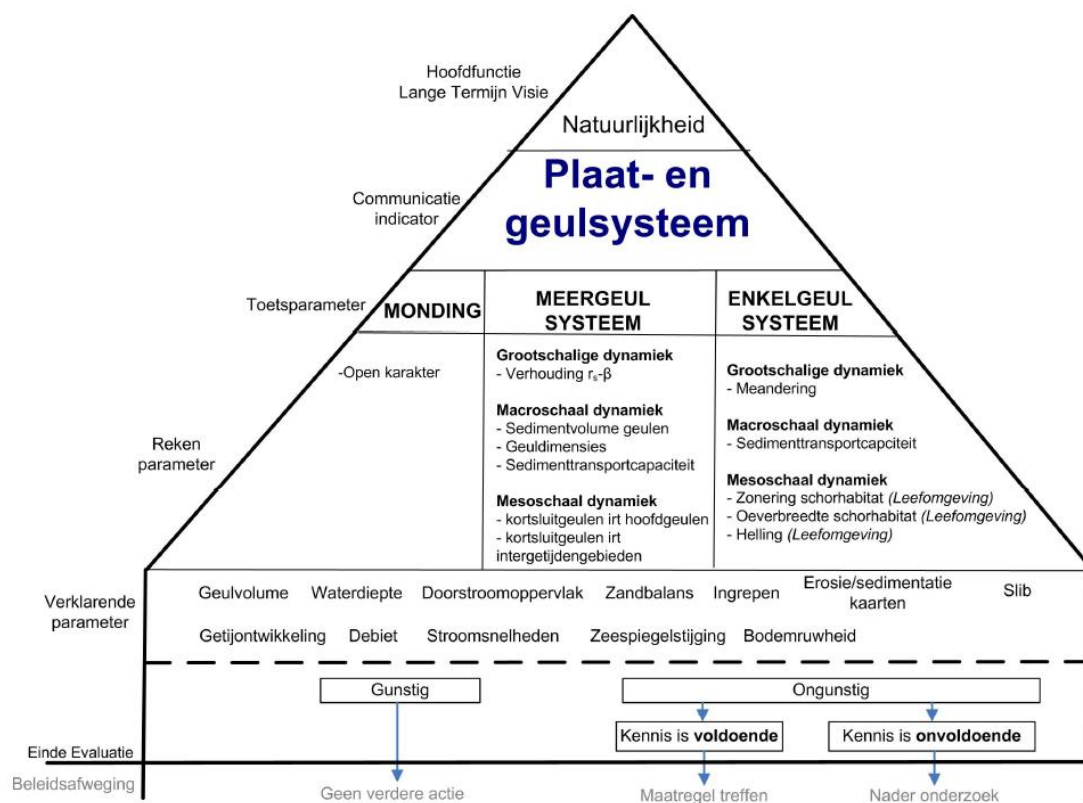 Hoofdfunctie
Lange Termijn Visie
Natuurlijkheid
Communicatie
indicator
Plaat- en
geulsysteem
Toetsparameter
MONDING
MEERGEUL
SYSTEEM
ENKELGEUL
SYSTEEM
Reken
parameter
-Open karakter
Grootschalige dynamiek
- Verhouding rₛ-β
Macroschaal dynamiek
- Sedimentvolume geulen
- Geuldimensies
- Sedimenttransportcapaciteit
Mesoschaal dynamiek
- kortsluitgeulen irt hoofdgeulen
- kortsluitgeulen irt
intergetijdengebieden
Grootschalige dynamiek
- Meandering
Macroschaal dynamiek
- Sedimenttransportcapciteit
Mesoschaal dynamiek
- Zonering schorhabitat (Leefomgeving)
- Oeverbreedte schorhabitat (Leefomgeving)
- Helling (Leefomgeving)
Verklarende
parameter
Geulvolume Waterdiepte Doorstroomoppervlak Zandbalans Ingrepen Erosie/sedimentatie
kaarten Slib
Getijontwikkeling Debiet Stroomsnelheden Zeespiegelstijging Bodemruwheid
Gunstig Ongunstig
Kennis is voldoende Kennis is onvoldoende
Einde Evaluatie
Beleidsafweging
Geen verdere actie Maatregel treffen Nader onderzoek